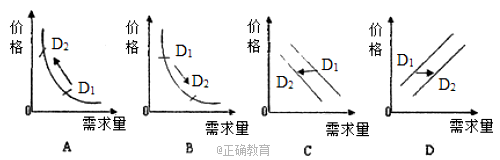 价格 D₂ D₁ 0 需求量 A
价格 D₁ D₂ 0 需求量 B
价格 D₁ D₂ 0 需求量 C
价格 D₁ D₂ 0 需求量 D
@正确教育